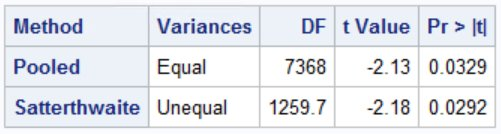 Method Variances DF t Value Pr > |t|
Pooled Equal 7368 -2.13 0.0329
Satterthwaite Unequal 1259.7 -2.18 0.0292